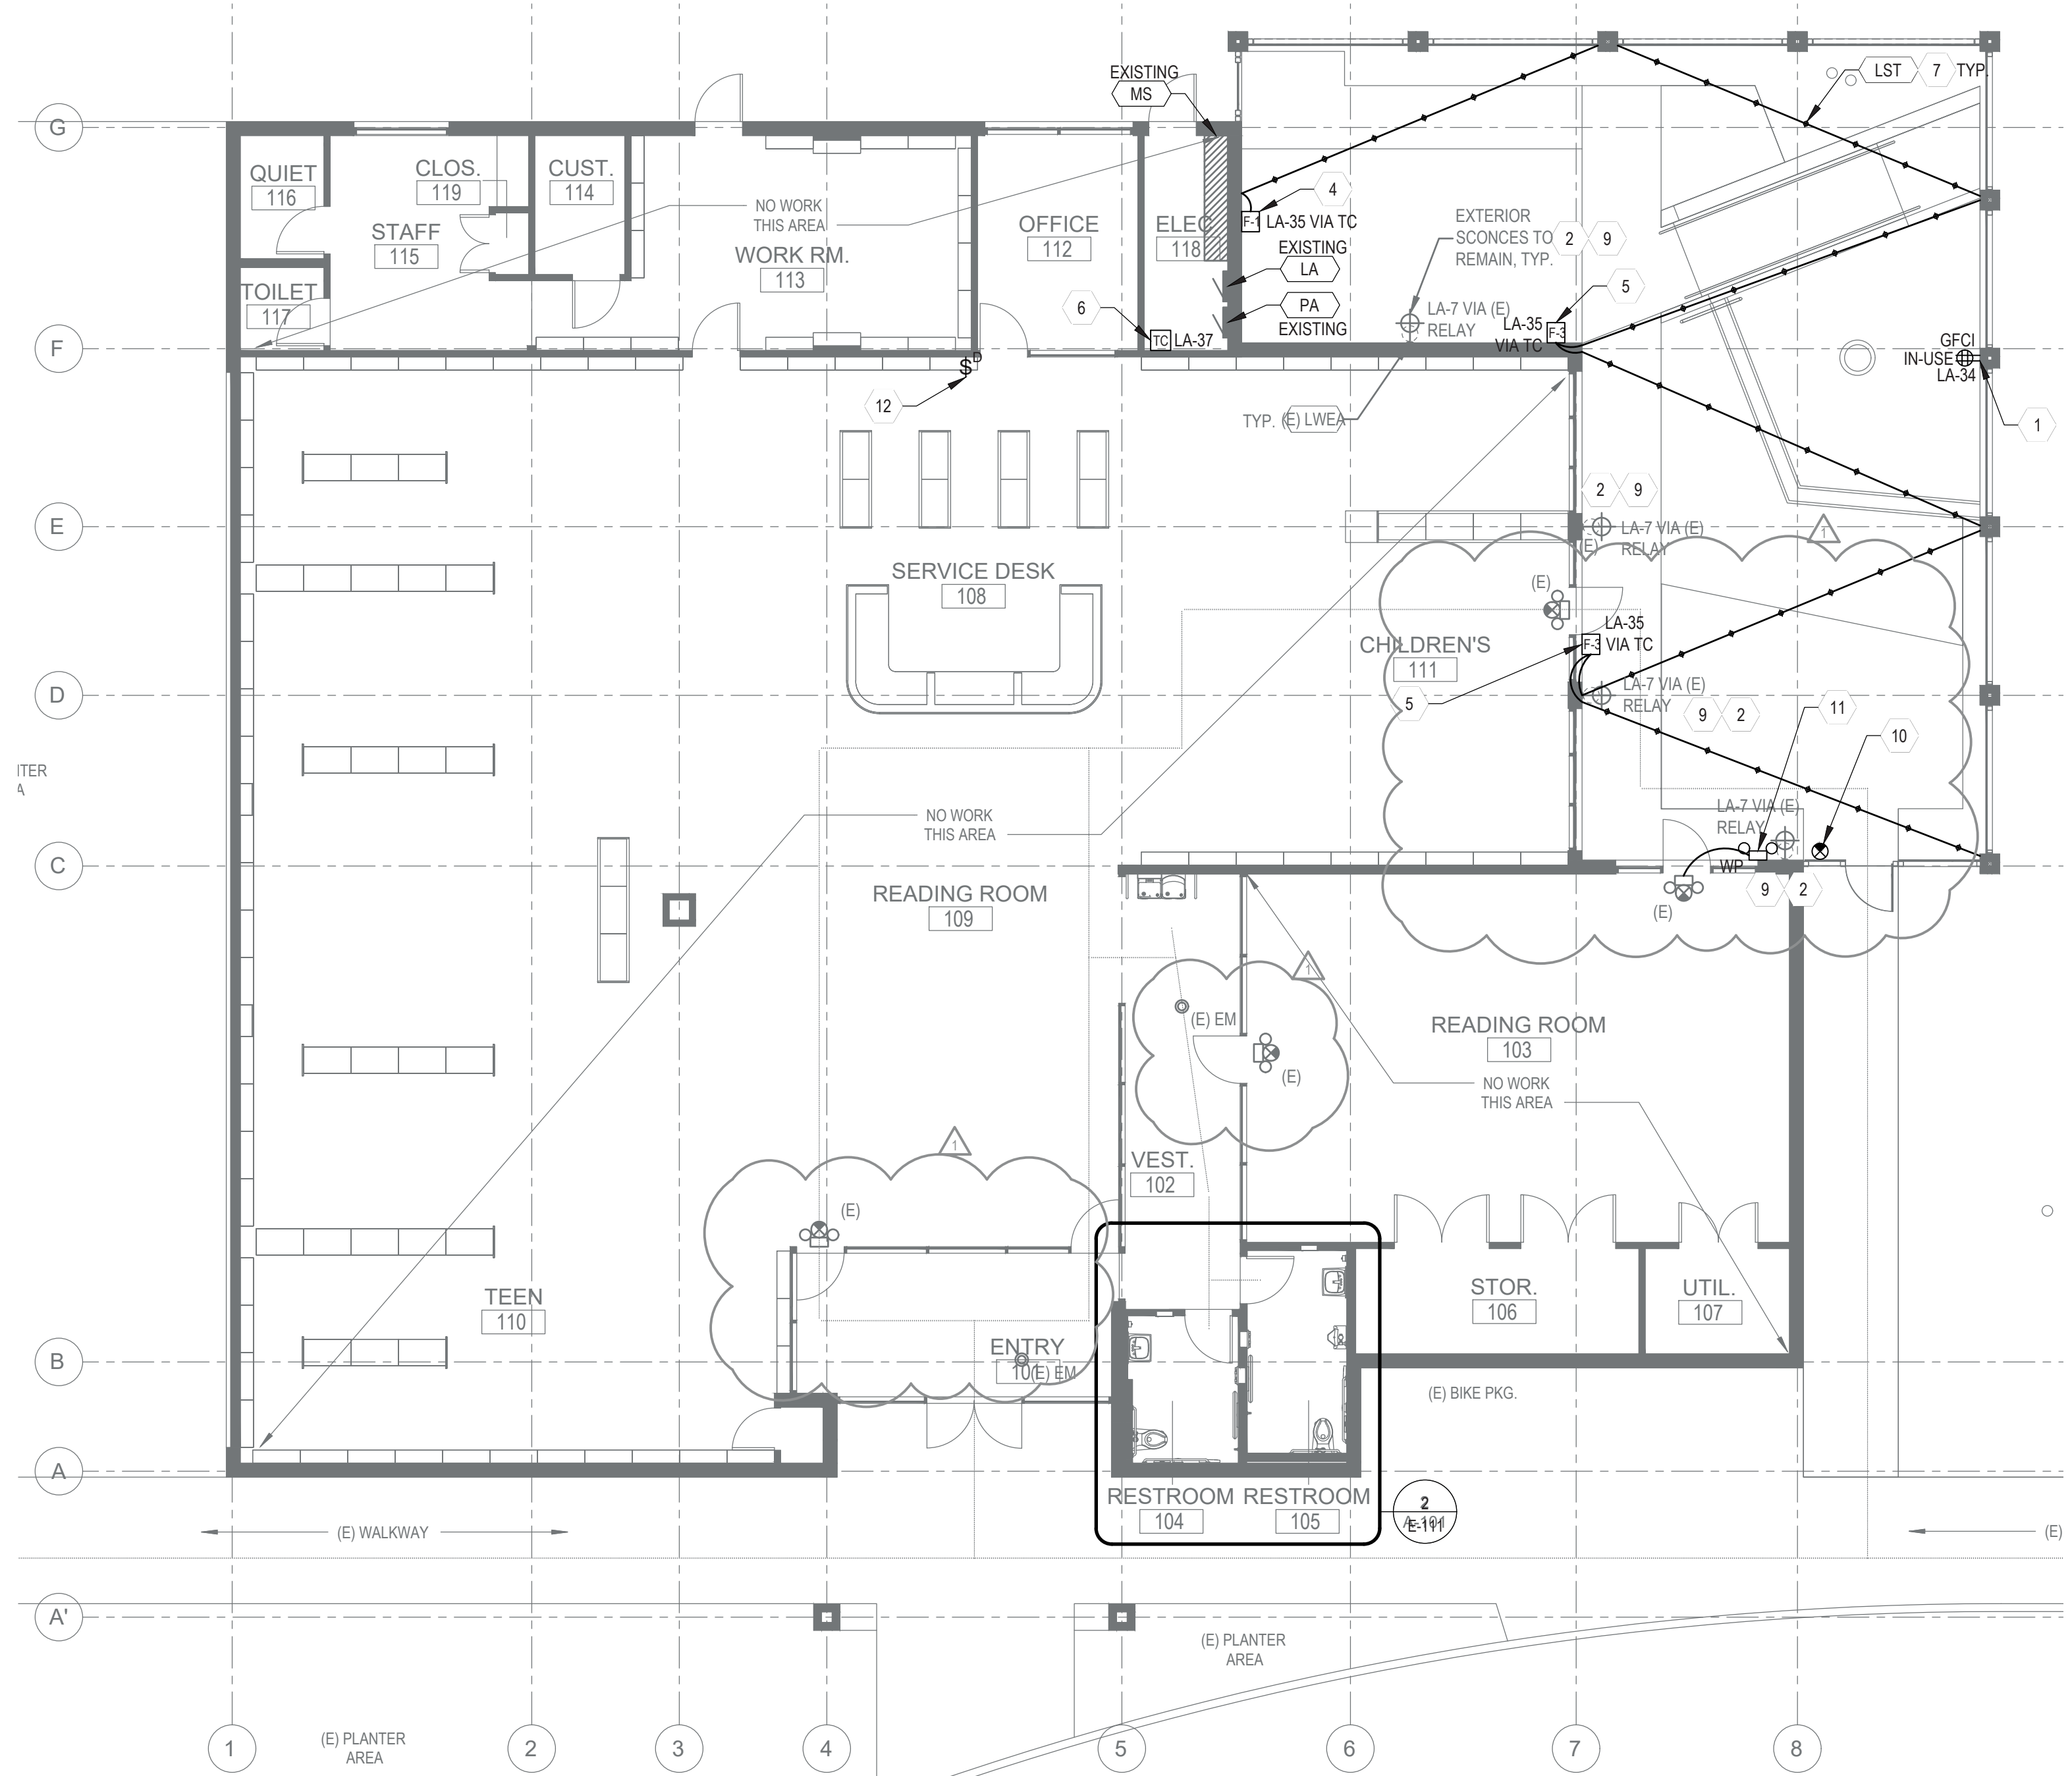 EXISTING
MS
LST
7
TYP.
G
QUIET
116
CLOS.
119
CUST.
114
NO WORK
THIS AREA
STAFF
115
WORK RM.
113
OFFICE
112
ELEC
118
4
F-1
LA-35 VIA TC
EXISTING
LA
PA
EXISTING
EXTERIOR
SCONCES TO
REMAIN, TYP.
2
9
5
TOILET
117
6
TC
LA-37
LA-7 VIA (E)
RELAY
LA-35
VIA TC
F-3
F
GFCI
IN-USE
LA-34
1
$
D
12
TYP.
(E) LWEA
2
9
E
LA-7 VIA (E)
RELAY
(E)
1
SERVICE DESK
108
(E)
LA-35
VIA TC
F-3
CHILDREN'S
111
D
5
LA-7 VIA (E)
RELAY
9
2
11
10
NO WORK
THIS AREA
LA-7 VIA (E)
RELAY
C
WP
9
2
(E)
READING ROOM
109
1
(E) EM
(E)
READING ROOM
103
NO WORK
THIS AREA
1
VEST.
102
(E)
TEEN
110
STOR.
106
UTIL.
107
ENTRY
101
(E) EM
B
(E) BIKE PKG.
A
RESTROOM
104
RESTROOM
105
2
E-111
(E) WALKWAY
(E)
A'
(E) PLANTER
AREA
(E) PLANTER
AREA
1
2
3
4
5
6
7
8